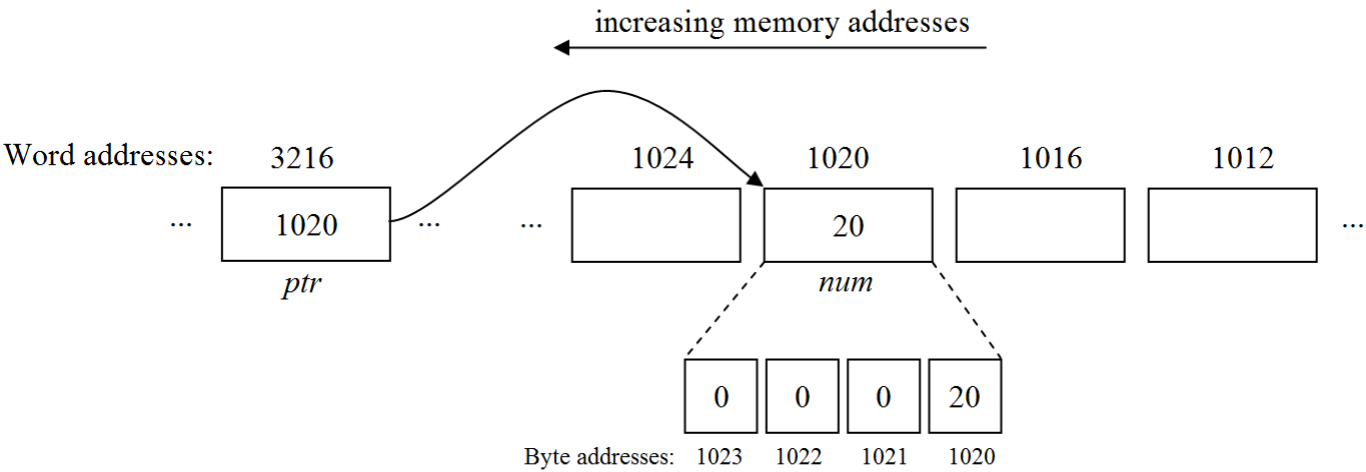 increasing memory addresses
Word addresses: 3216 1024 1020 1016 1012
... 1020 ... ... 20 ...
ptr num
0 0 0 20
Byte addresses: 1023 1022 1021 1020